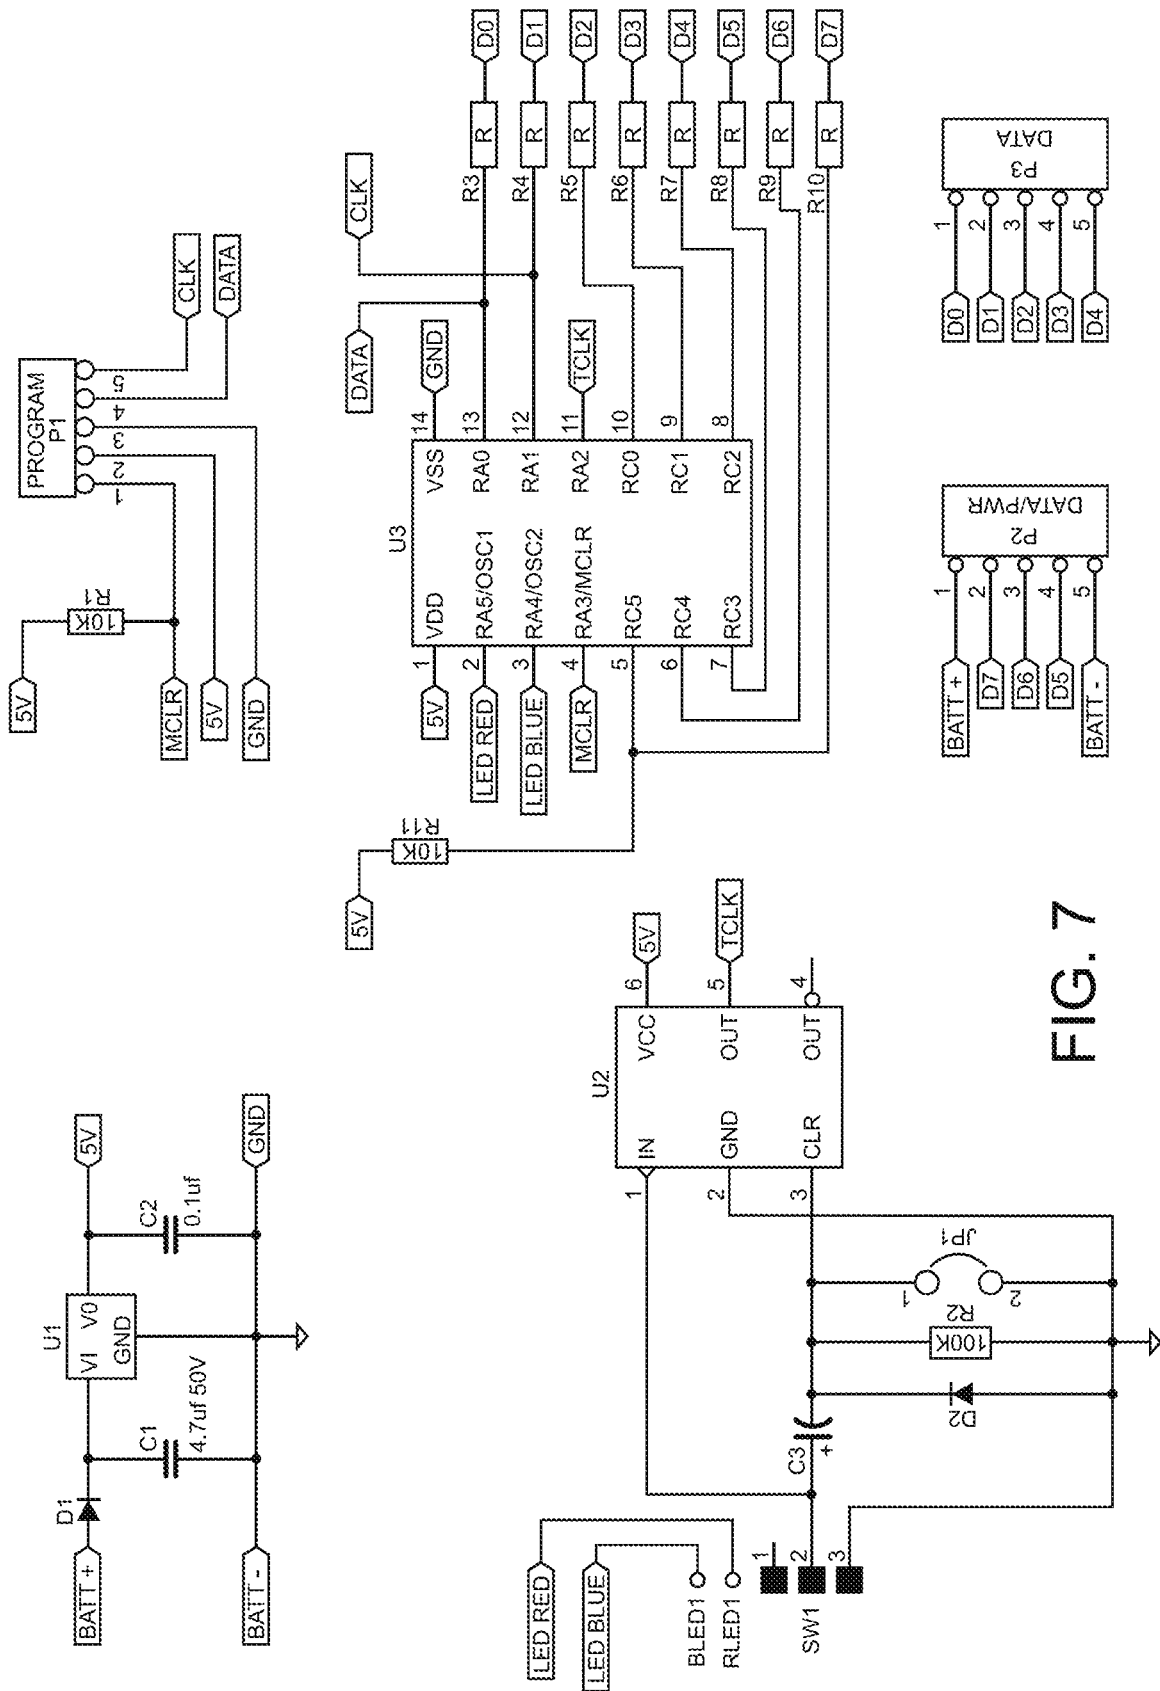 BATT +
D1
C1
4.7uf 50V
U1
VI
V0
GND
C2
0.1uf
5V
BATT -
GND
5V
R1
10K
MCLR
5V
GND
PROGRAM
P1
1
2
3
4
5
CLK
DATA
LED RED
LED BLUE
BLED1
RLED1
SW1
1
2
3
C3
+
D2
R2
100K
JP1
1
2
U2
1
IN
2
GND
3
CLR
VCC
6
5V
OUT
5
TCLK
OUT
4
5V
R11
10K
U3
5V
1
VDD
LED RED
2
RA5/OSC1
LED BLUE
3
RA4/OSC2
MCLR
4
RA3/MCLR
5
RC5
6
RC4
7
RC3
VSS
14
GND
RA0
13
RA1
12
RA2
11
TCLK
RC0
10
RC1
9
RC2
8
DATA
CLK
R3
R
D0
R4
R
D1
R5
R
D2
R6
R
D3
R7
R
D4
R8
R
D5
R9
R
D6
R10
R
D7
BATT +
1
D7
2
D6
3
D5
4
BATT -
5
P2
DATA/PWR
D0
1
D1
2
D2
3
D3
4
D4
5
P3
DATA
FIG. 7